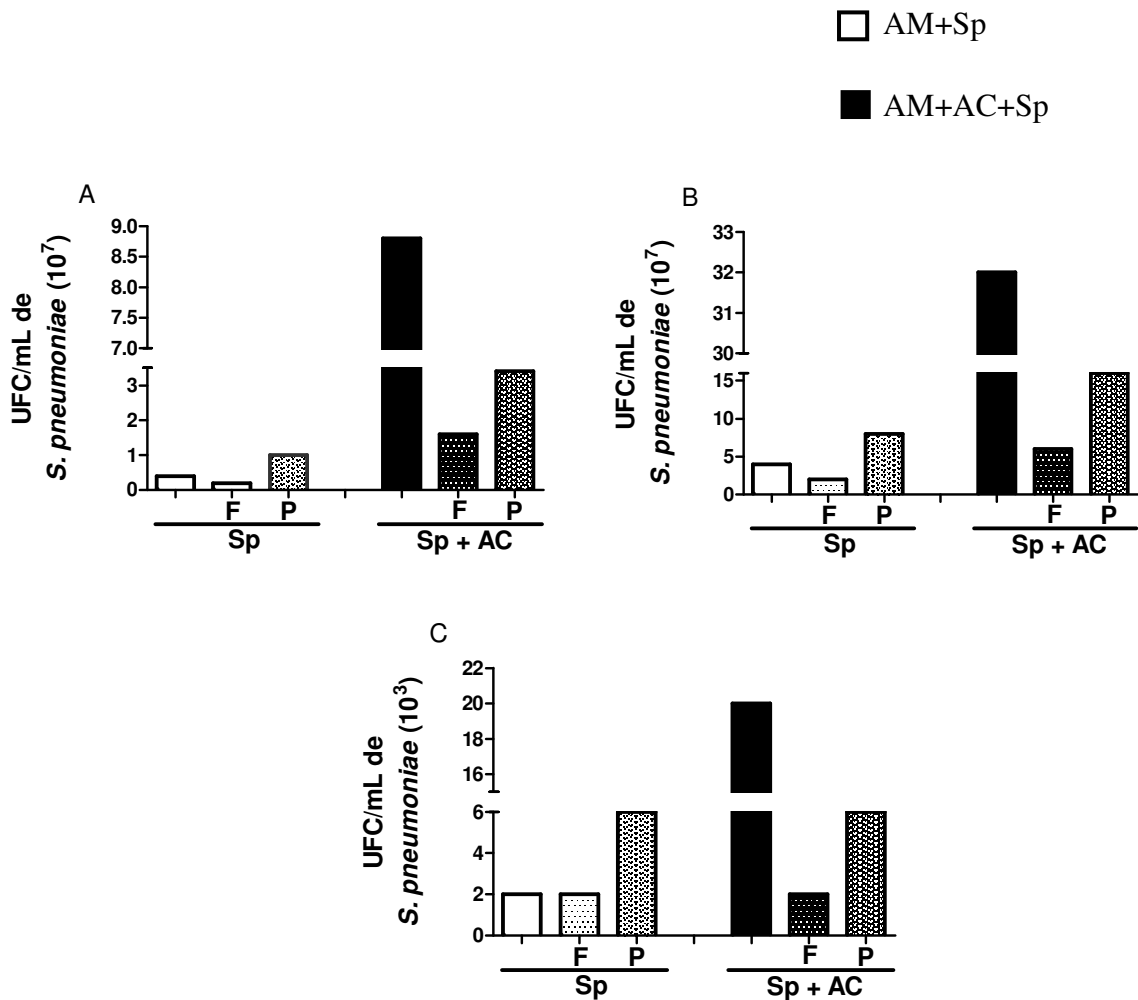 AM+Sp
AM+AC+Sp
A
UFC/mL de
S. pneumoniae (10⁷)
9.0
8.5
8.0
7.5
7.0
3
2
1
0
F P F P
Sp Sp + AC
B
UFC/mL de
S. pneumoniae (10⁷)
33
32
31
30
15
10
5
0
F P F P
Sp Sp + AC
C
UFC/mL de
S. pneumoniae (10³)
22
20
18
16
6
4
2
0
F P F P
Sp Sp + AC